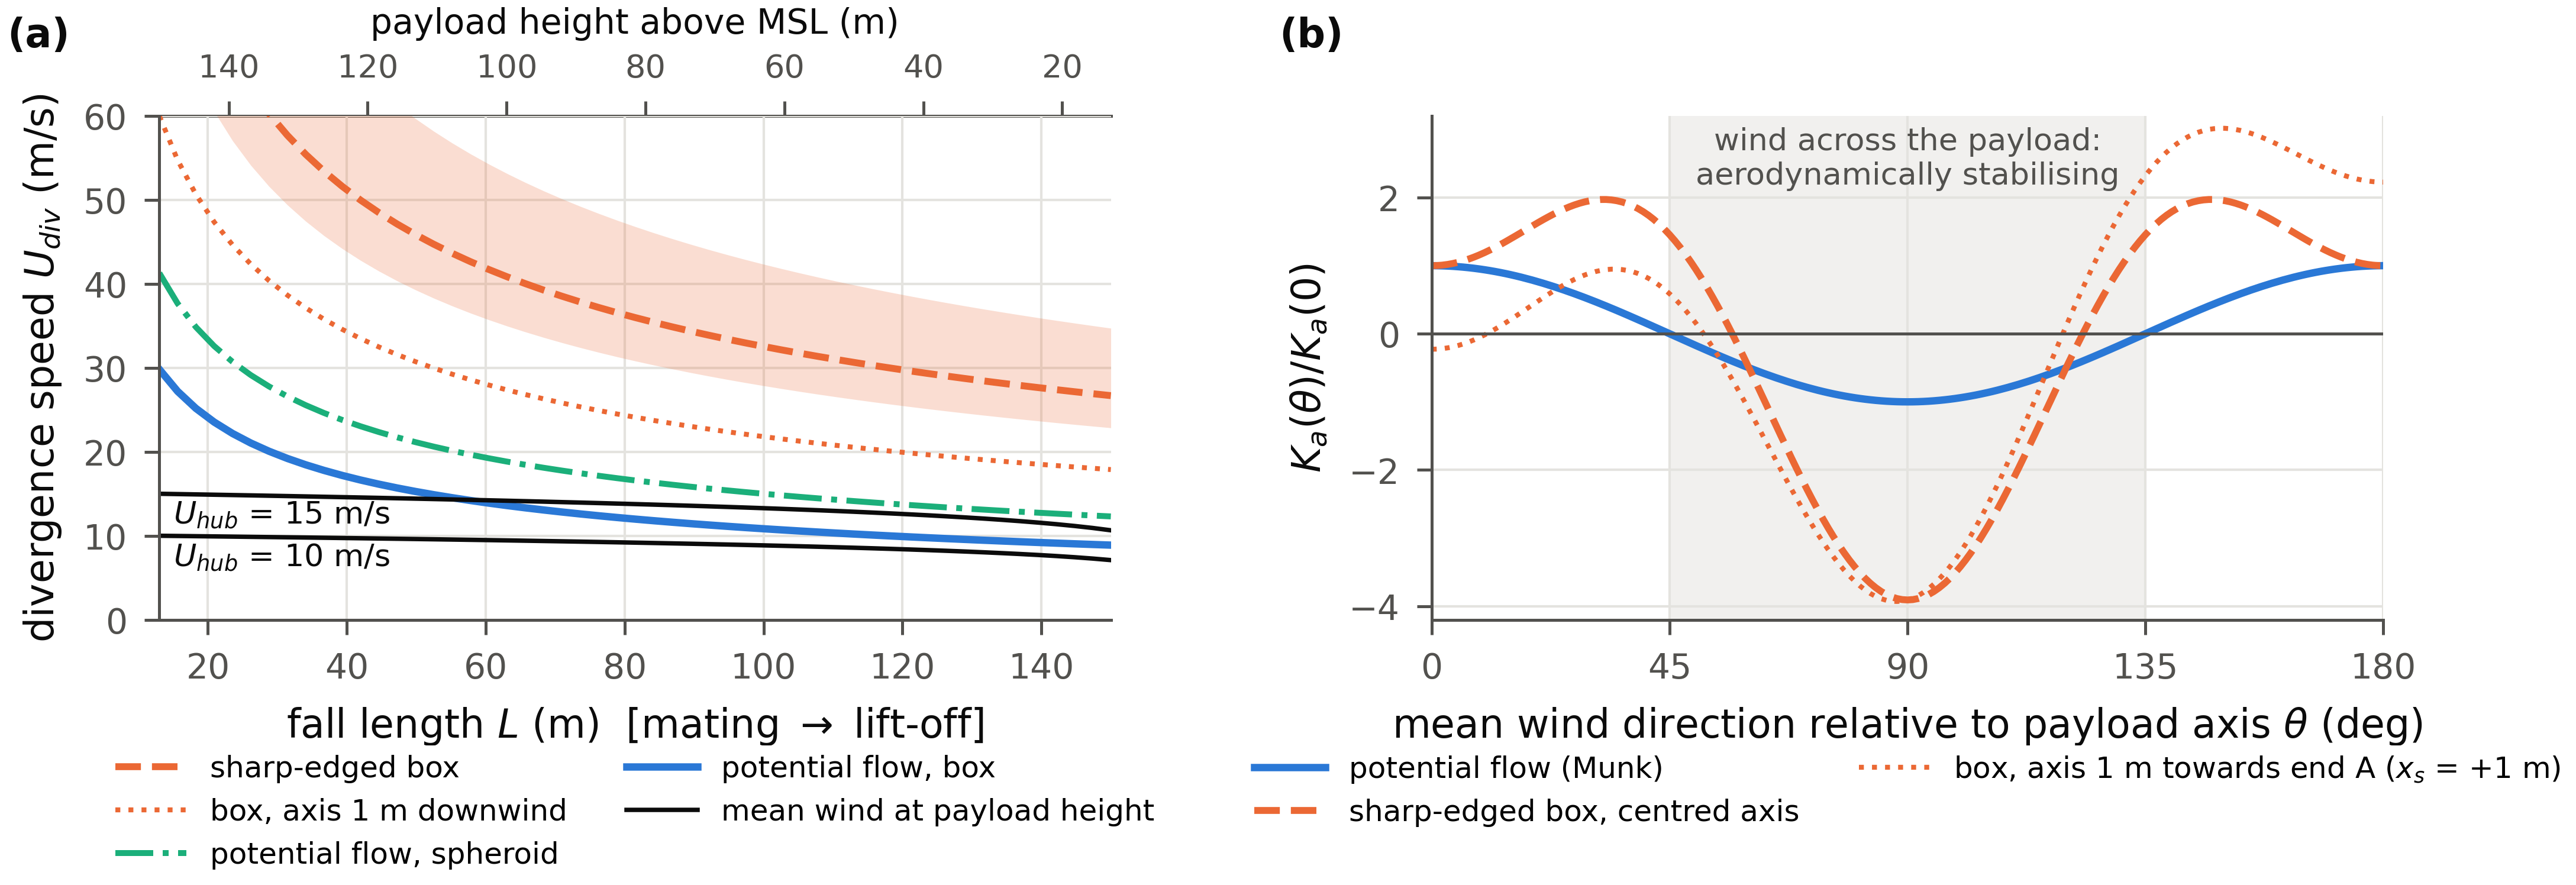 (a)
payload height above MSL (m)
140 120 100 80 60 40 20
divergence speed U_div (m/s)
60
50
40
30
20
10
0
U_hub = 15 m/s
U_hub = 10 m/s
20 40 60 80 100 120 140
fall length L (m) [mating → lift-off]
sharp-edged box
box, axis 1 m downwind
potential flow, spheroid
potential flow, box
mean wind at payload height
(b)
wind across the payload:
aerodynamically stabilising
K_a(θ)/K_a(0)
2
0
−2
−4
0 45 90 135 180
mean wind direction relative to payload axis θ (deg)
potential flow (Munk)
sharp-edged box, centred axis
box, axis 1 m towards end A (x_s = +1 m)